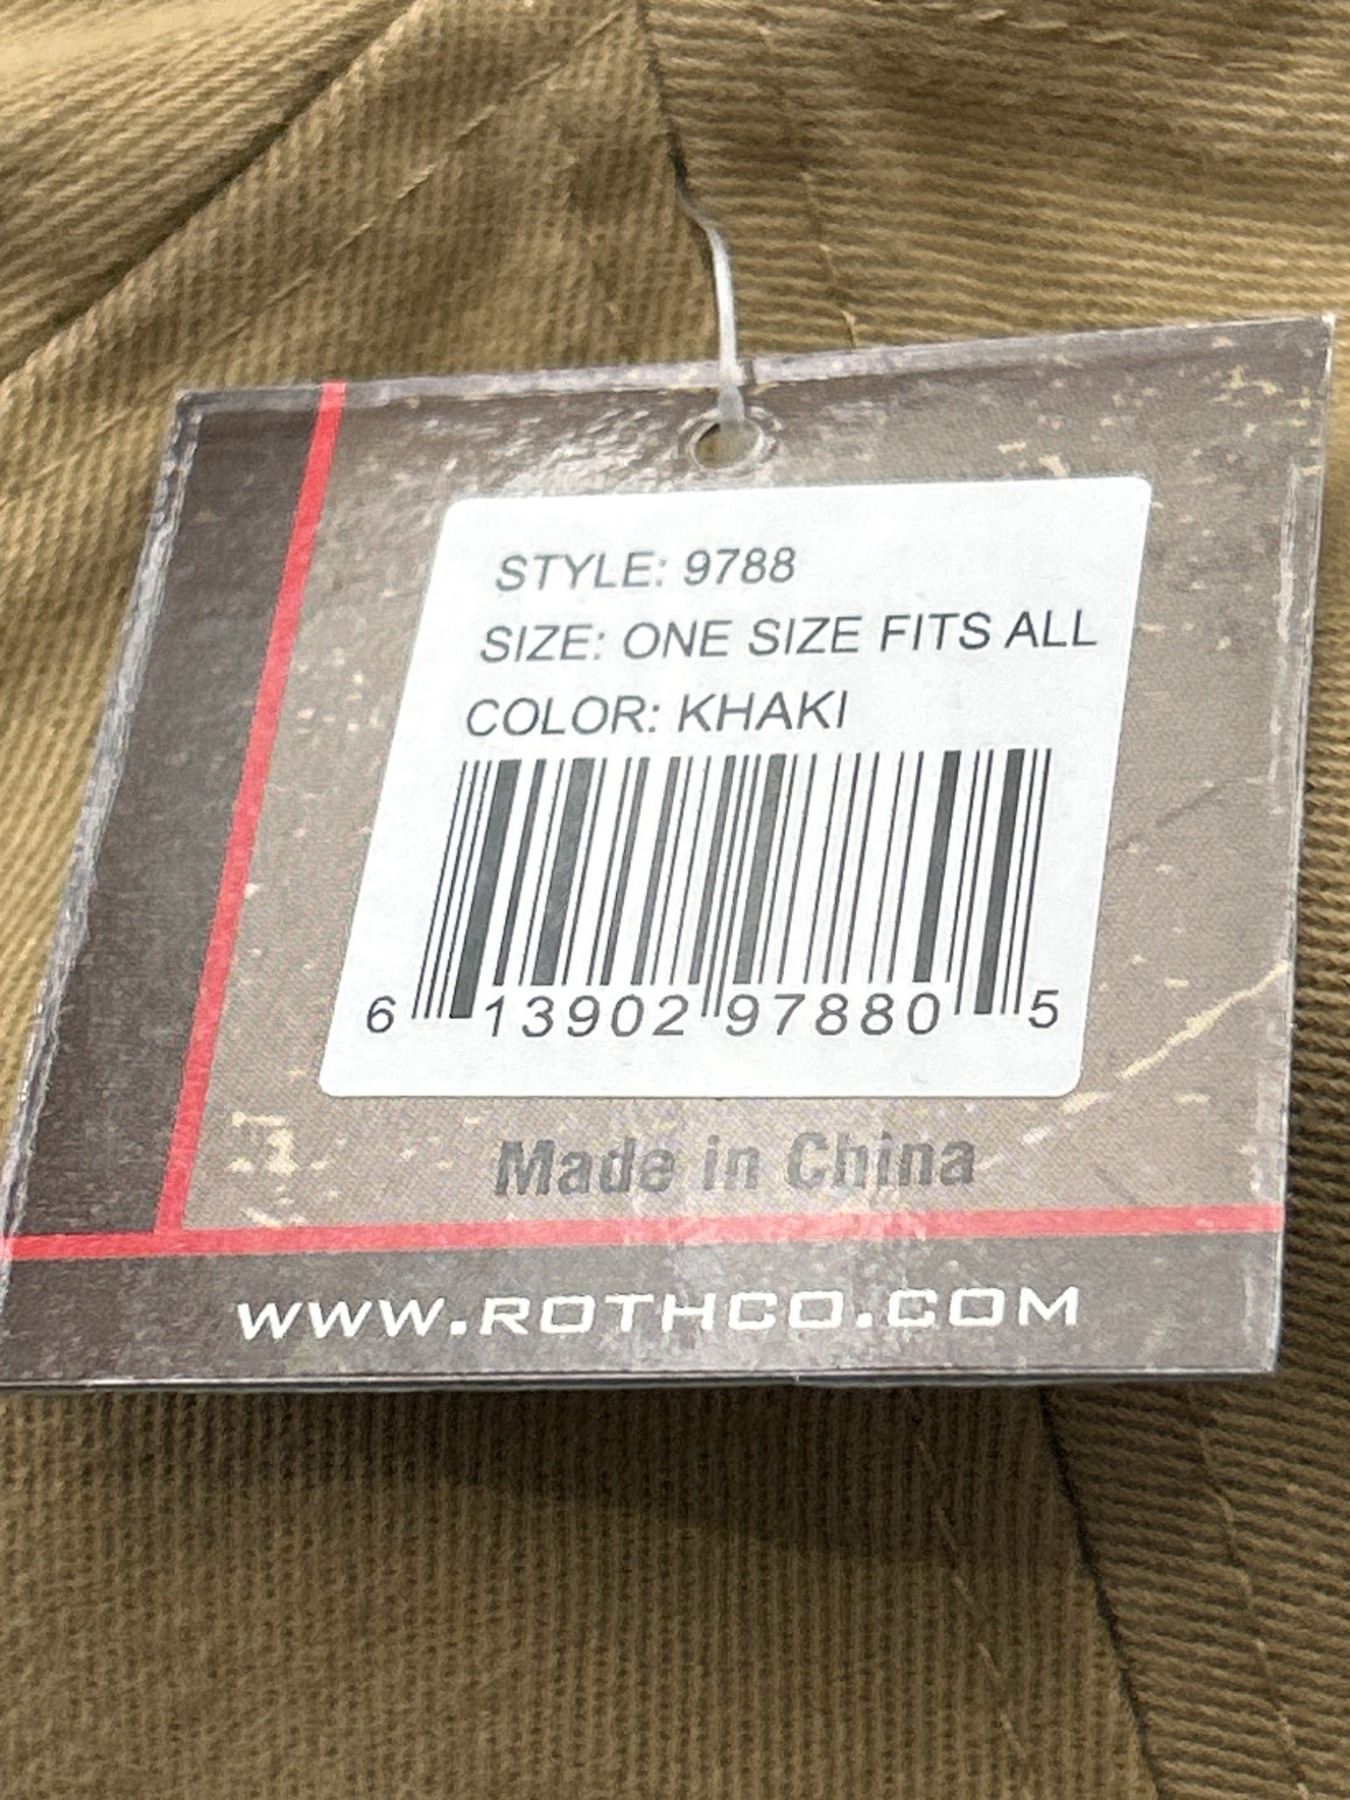 STYLE: 9788
SIZE: ONE SIZE FITS ALL
COLOR: KHAKI
6 13902 97880 5
Made in China
WWW.ROTHCO.COM